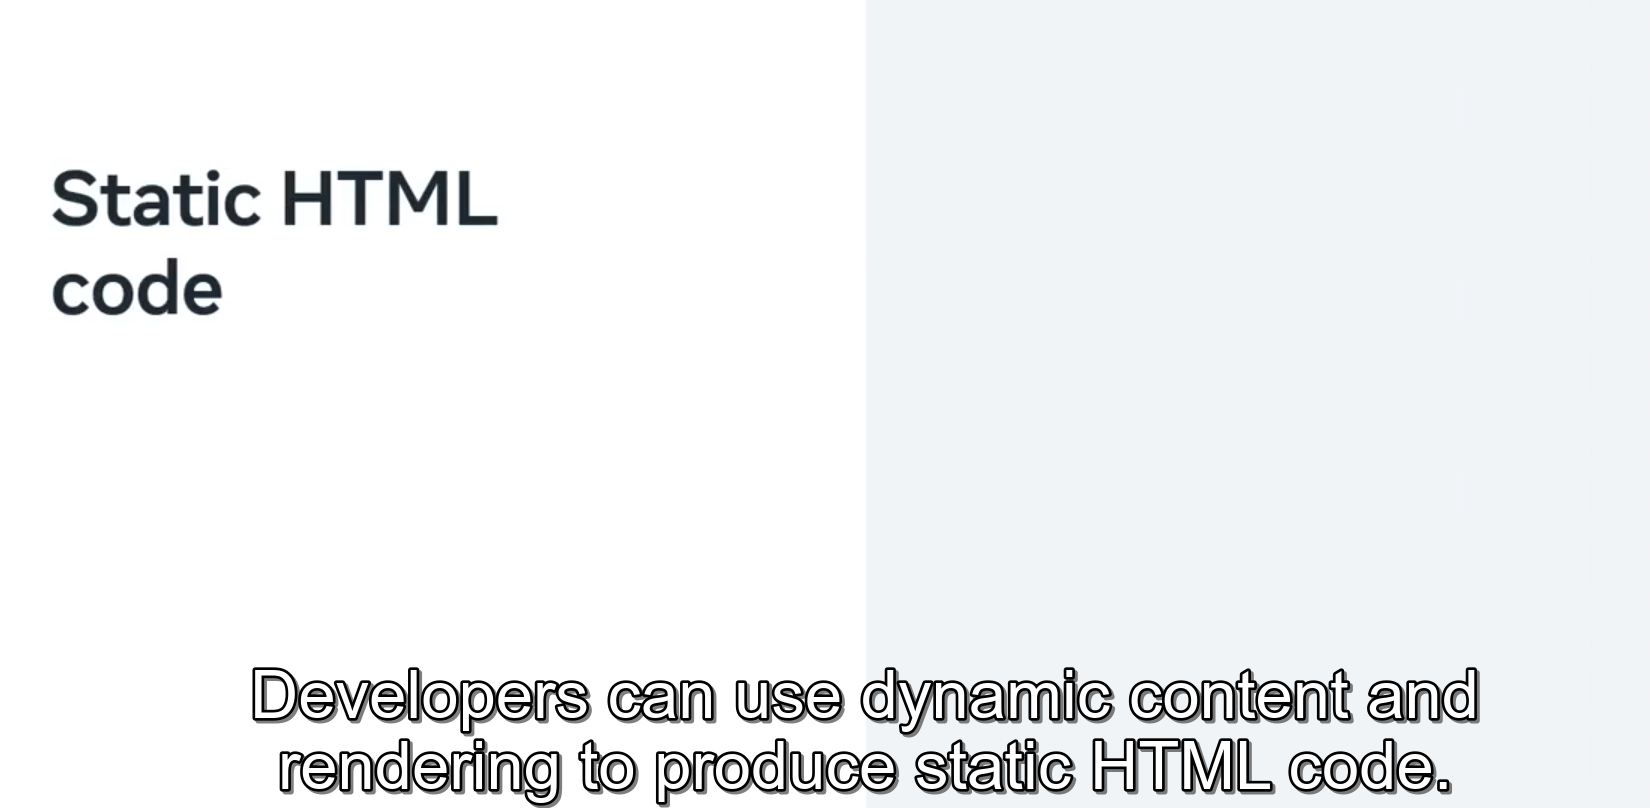 Static HTML
code
Developers can use dynamic content and
rendering to produce static HTML code.